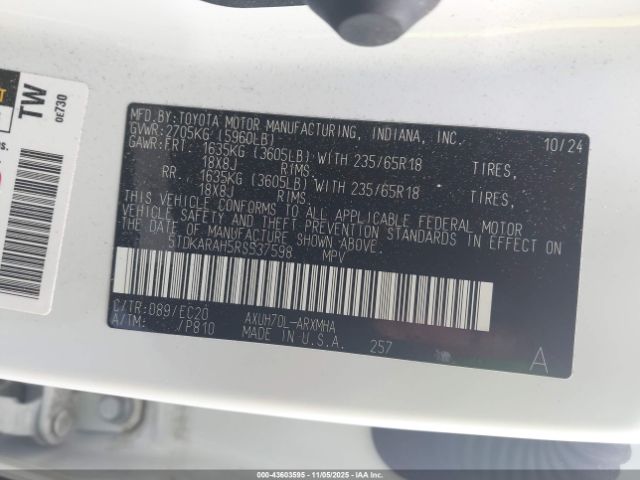 TW
OE730
MFD.BY:TOYOTA MOTOR MANUFACTURING, INDIANA, INC. 10/24
GVWR:2705KG (5960LB)
GAWR:FRT. 1635KG (3605LB) WITH 235/65R18 TIRES,
18X8J RIMS.
RR. 1635KG (3605LB) WITH 235/65R18 TIRES,
18X8J RIMS.
THIS VEHICLE CONFORMS TO ALL APPLICABLE FEDERAL MOTOR
VEHICLE SAFETY AND THEFT PREVENTION STANDARDS IN EFFECT ON
THE DATE OF MANUFACTURE SHOWN ABOVE.
5TDKARAH5RS537598 MPV
C/TR:089/EC20 AXUH70L-ARXMHA
A/TM: /P810 MADE IN U.S.A. 257 A
000-43603595 - 11/05/2025 - IAAI.COM